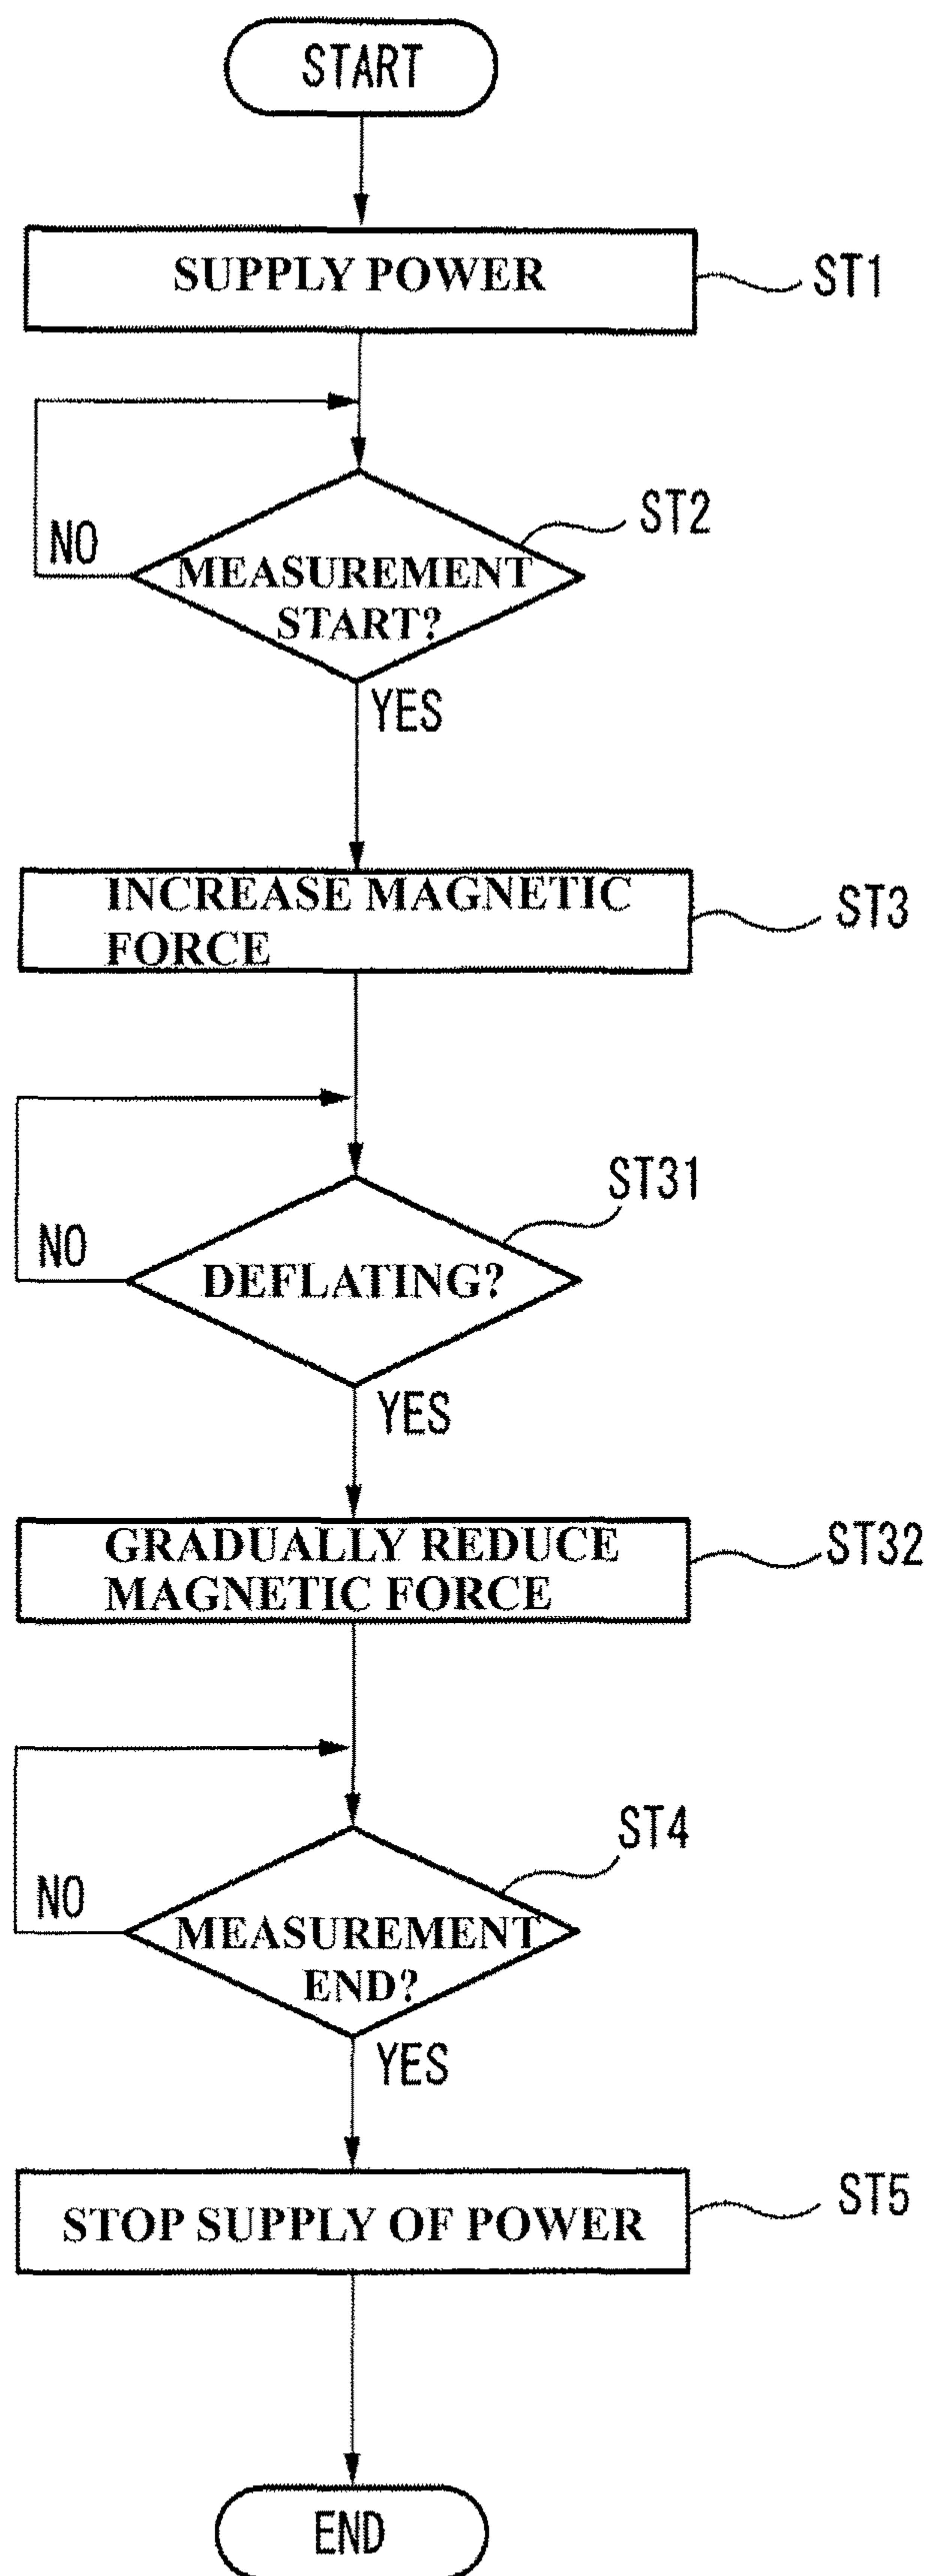 START
SUPPLY POWER
ST1
ST2
NO
MEASUREMENT
START?
YES
INCREASE MAGNETIC
FORCE
ST3
ST31
NO
DEFLATING?
YES
GRADUALLY REDUCE
MAGNETIC FORCE
ST32
ST4
NO
MEASUREMENT
END?
YES
STOP SUPPLY OF POWER
ST5
END